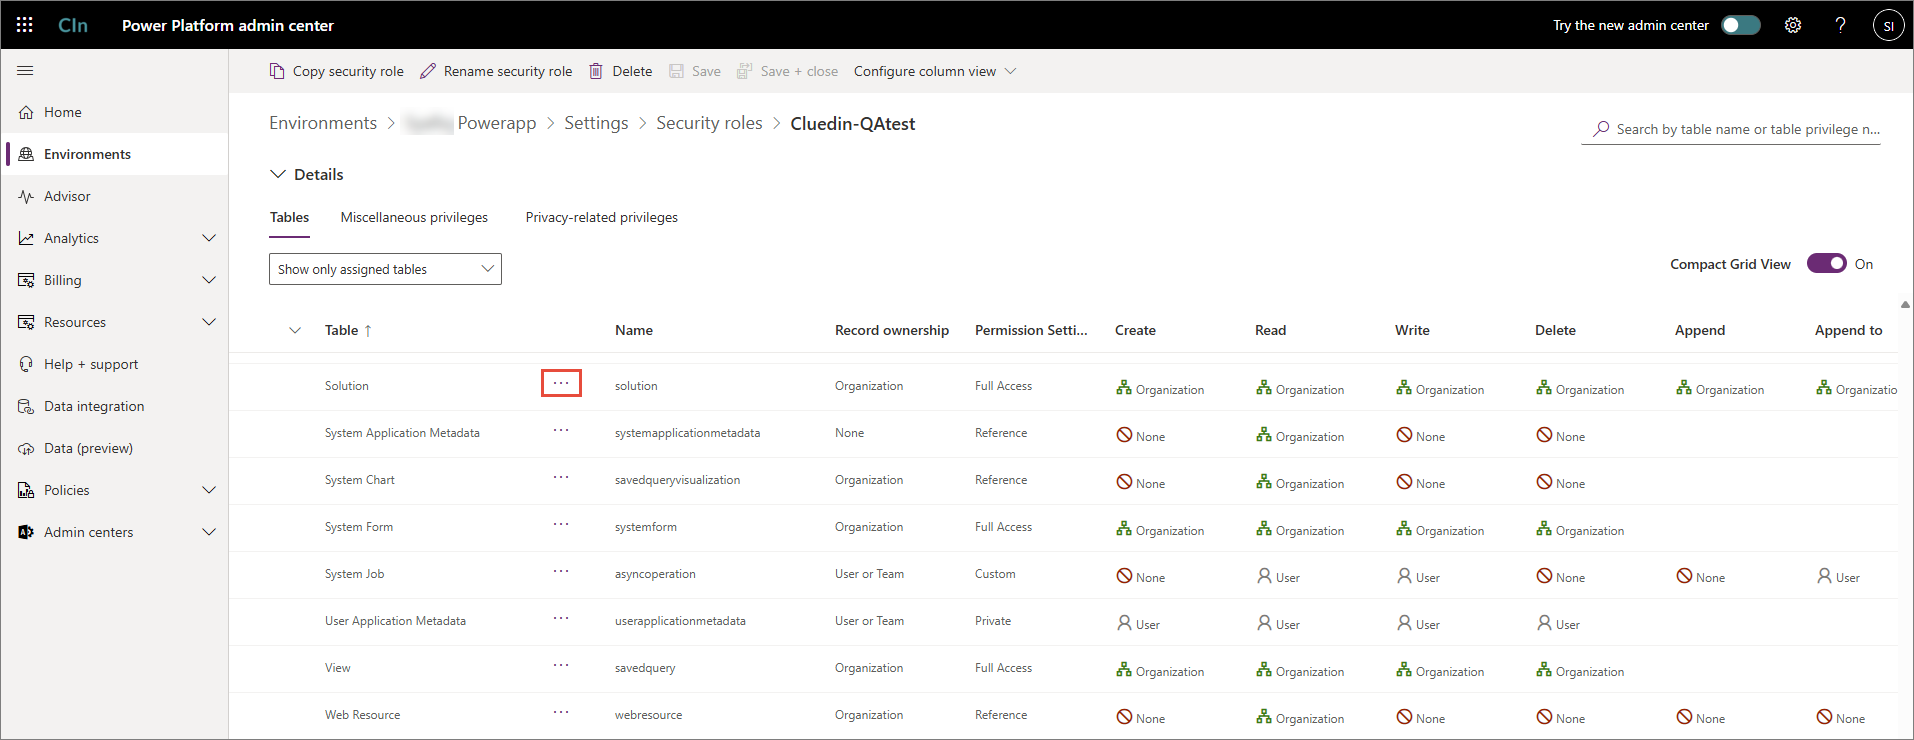 CIn Power Platform admin center Try the new admin center ? SI
Copy security role Rename security role Delete Save Save + close Configure column view
Home
Environments
Advisor
Analytics
Billing
Resources
Help + support
Data integration
Data (preview)
Policies
Admin centers
Environments > Powerapp > Settings > Security roles > Cluedin-QAtest
Search by table name or table privilege n...
Details
Tables Miscellaneous privileges Privacy-related privileges
Show only assigned tables
Compact Grid View On
Table ↑ Name Record ownership Permission Setti... Create Read Write Delete Append Append to
Solution ... solution Organization Full Access Organization Organization Organization Organization Organization Organizatio
System Application Metadata ... systemapplicationmetadata None Reference None Organization None None
System Chart ... savedqueryvisualization Organization Reference None Organization None None
System Form ... systemform Organization Full Access Organization Organization Organization Organization
System Job ... asyncoperation User or Team Custom None User User None None User
User Application Metadata ... userapplicationmetadata User or Team Private User User User User
View ... savedquery Organization Full Access Organization Organization Organization Organization
Web Resource ... webresource Organization Reference None Organization None None None None